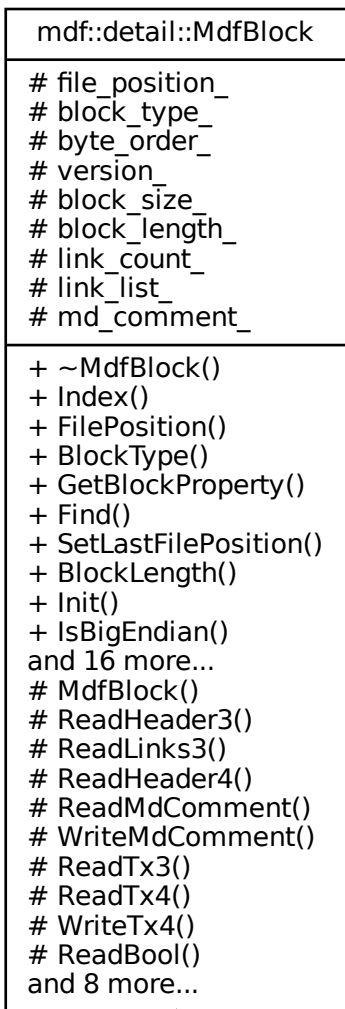 mdf::detail::MdfBlock
# file_position_
# block_type_
# byte_order_
# version_
# block_size_
# block_length_
# link_count_
# link_list_
# md_comment_
+ ~MdfBlock()
+ Index()
+ FilePosition()
+ BlockType()
+ GetBlockProperty()
+ Find()
+ SetLastFilePosition()
+ BlockLength()
+ Init()
+ IsBigEndian()
and 16 more...
# MdfBlock()
# ReadHeader3()
# ReadLinks3()
# ReadHeader4()
# ReadMdComment()
# WriteMdComment()
# ReadTx3()
# ReadTx4()
# WriteTx4()
# ReadBool()
and 8 more...